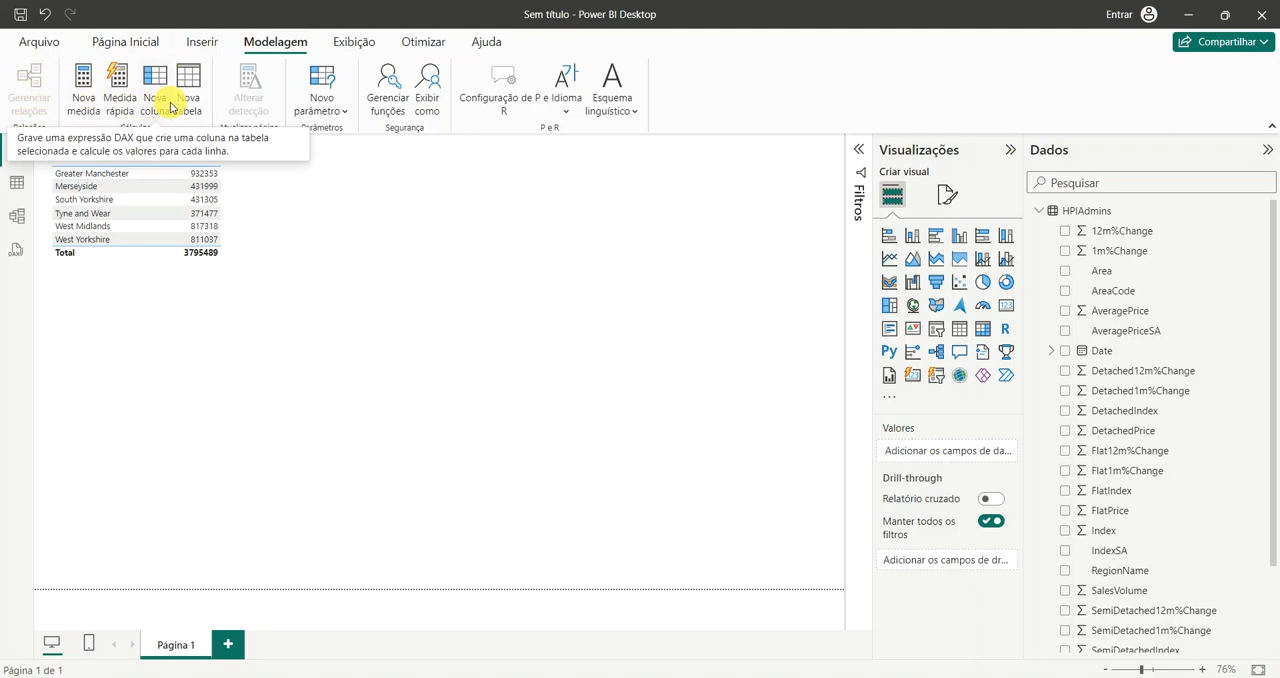 Sem título - Power BI Desktop
Entrar
Arquivo
Página Inicial
Inserir
Modelagem
Exibição
Otimizar
Ajuda
Compartilhar
Gerenciar
relações
Nova
medida
Medida
rápida
Nova
coluna
Nova
tabela
Alterar
detecção
Novo
parâmetro
Gerenciar
funções
Exibir
como
Configuração de P e
R
Idioma
Esquema
linguístico
Parâmetros
Segurança
P e R
Grave uma expressão DAX que crie uma coluna na tabela
selecionada e calcule os valores para cada linha.
Greater Manchester 932353
Merseyside 431999
South Yorkshire 431305
Tyne and Wear 371477
West Midlands 817318
West Yorkshire 811037
Total 3795489
DAX
Filtros
Visualizações
Criar visual
123
R
Py
123
...
Valores
Adicionar os campos de da...
Drill-through
Relatório cruzado
Manter todos os
filtros
Adicionar os campos de dr...
Dados
Pesquisar
HPIAdmins
12m%Change
1m%Change
Area
AreaCode
AveragePrice
AveragePriceSA
Date
Detached12m%Change
Detached1m%Change
DetachedIndex
DetachedPrice
Flat12m%Change
Flat1m%Change
FlatIndex
FlatPrice
Index
IndexSA
RegionName
SalesVolume
SemiDetached12m%Change
SemiDetached1m%Change
SemiDetachedIndex
Página 1
Página 1 de 1
76%